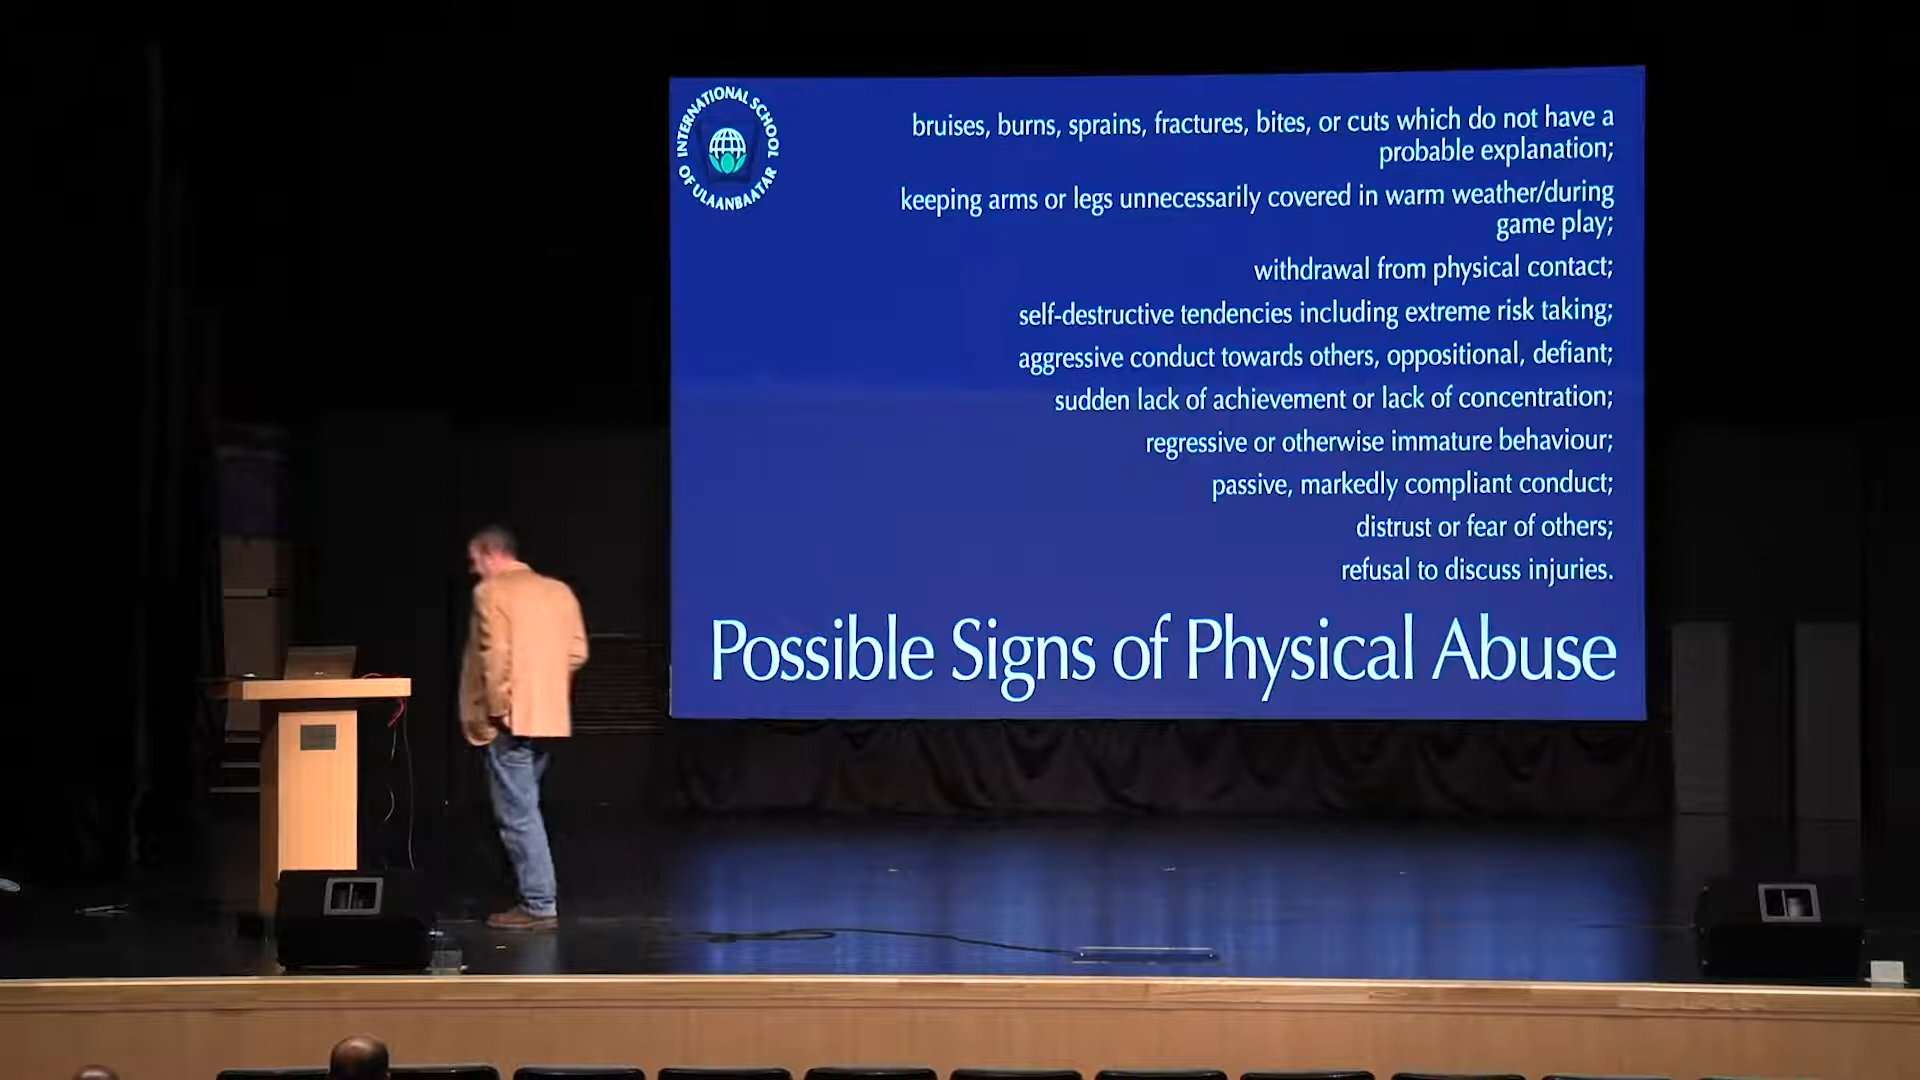 INTERNATIONAL SCHOOL
OF ULAANBAATAR
bruises, burns, sprains, fractures, bites, or cuts which do not have a
probable explanation;
keeping arms or legs unnecessarily covered in warm weather/during
game play;
withdrawal from physical contact;
self-destructive tendencies including extreme risk taking;
aggressive conduct towards others, oppositional, defiant;
sudden lack of achievement or lack of concentration;
regressive or otherwise immature behaviour;
passive, markedly compliant conduct;
distrust or fear of others;
refusal to discuss injuries.
Possible Signs of Physical Abuse